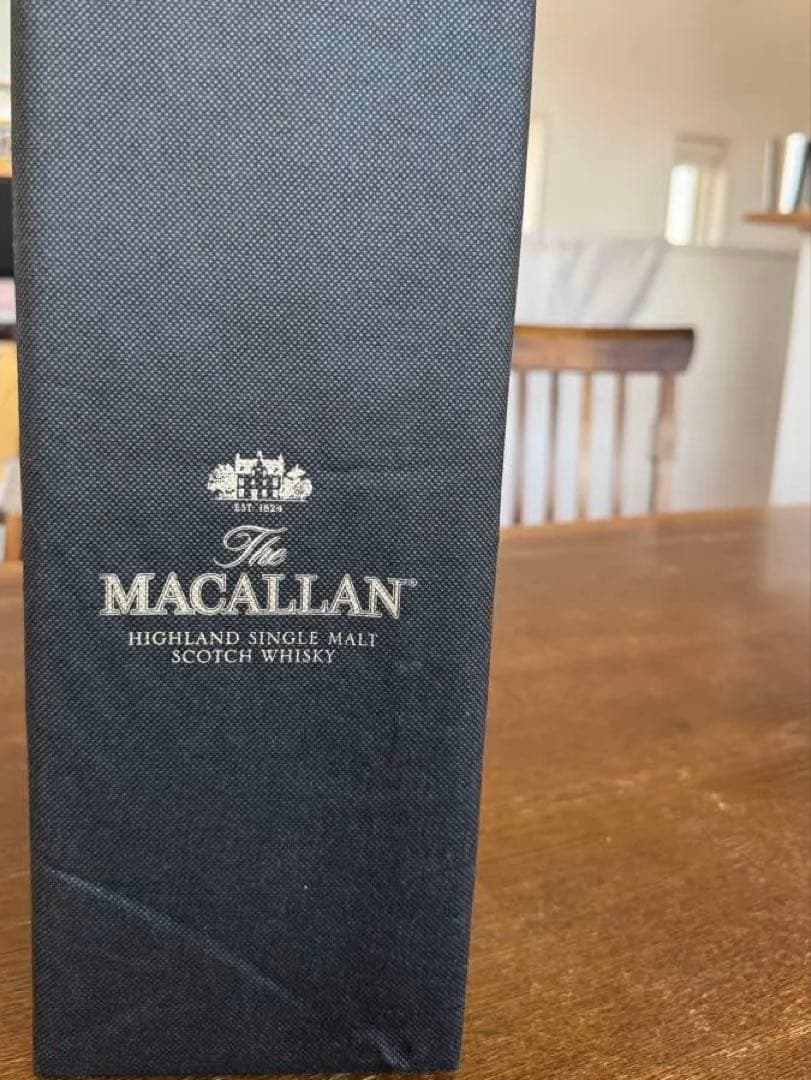 EST. 1824
The
MACALLAN®
HIGHLAND SINGLE MALT
SCOTCH WHISKY